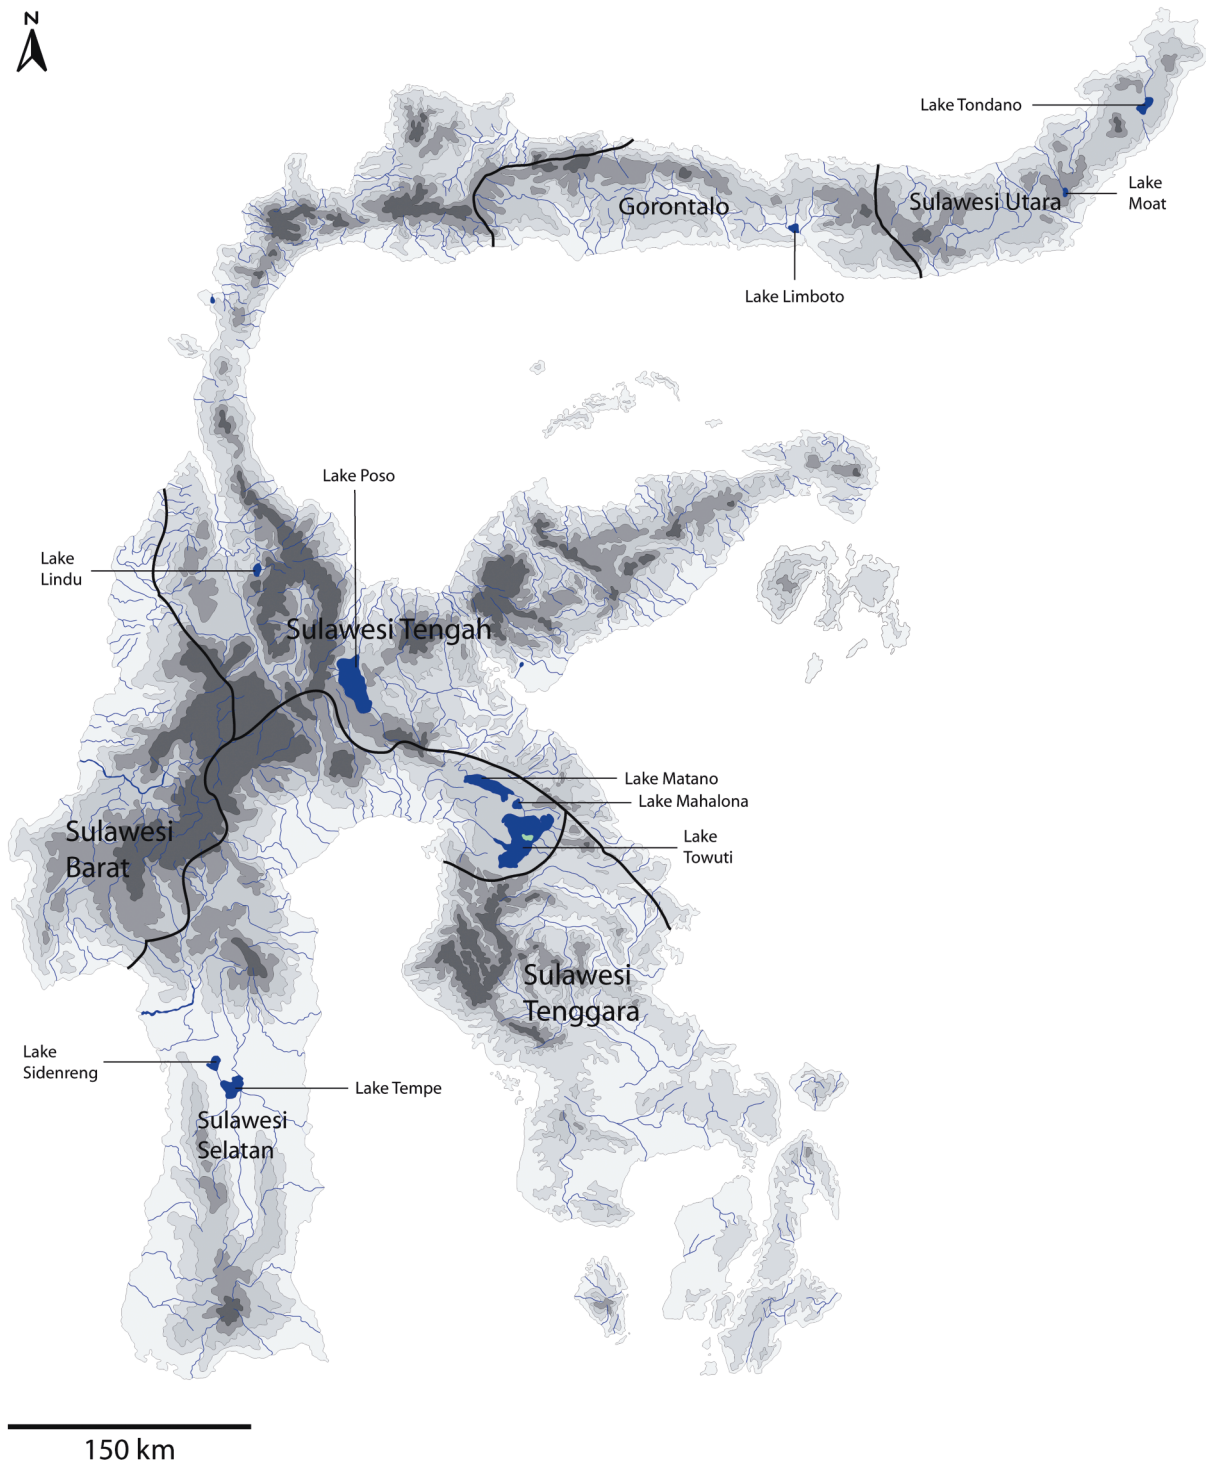 N
Lake Tondano
Lake
Moat
Gorontalo
Sulawesi Utara
Lake Limboto
Lake Poso
Lake
Lindu
Sulawesi Tengah
Lake Matano
Lake Mahalona
Sulawesi
Barat
Lake
Towuti
Sulawesi
Tenggara
Lake
Sidenreng
Lake Tempe
Sulawesi
Selatan
150 km